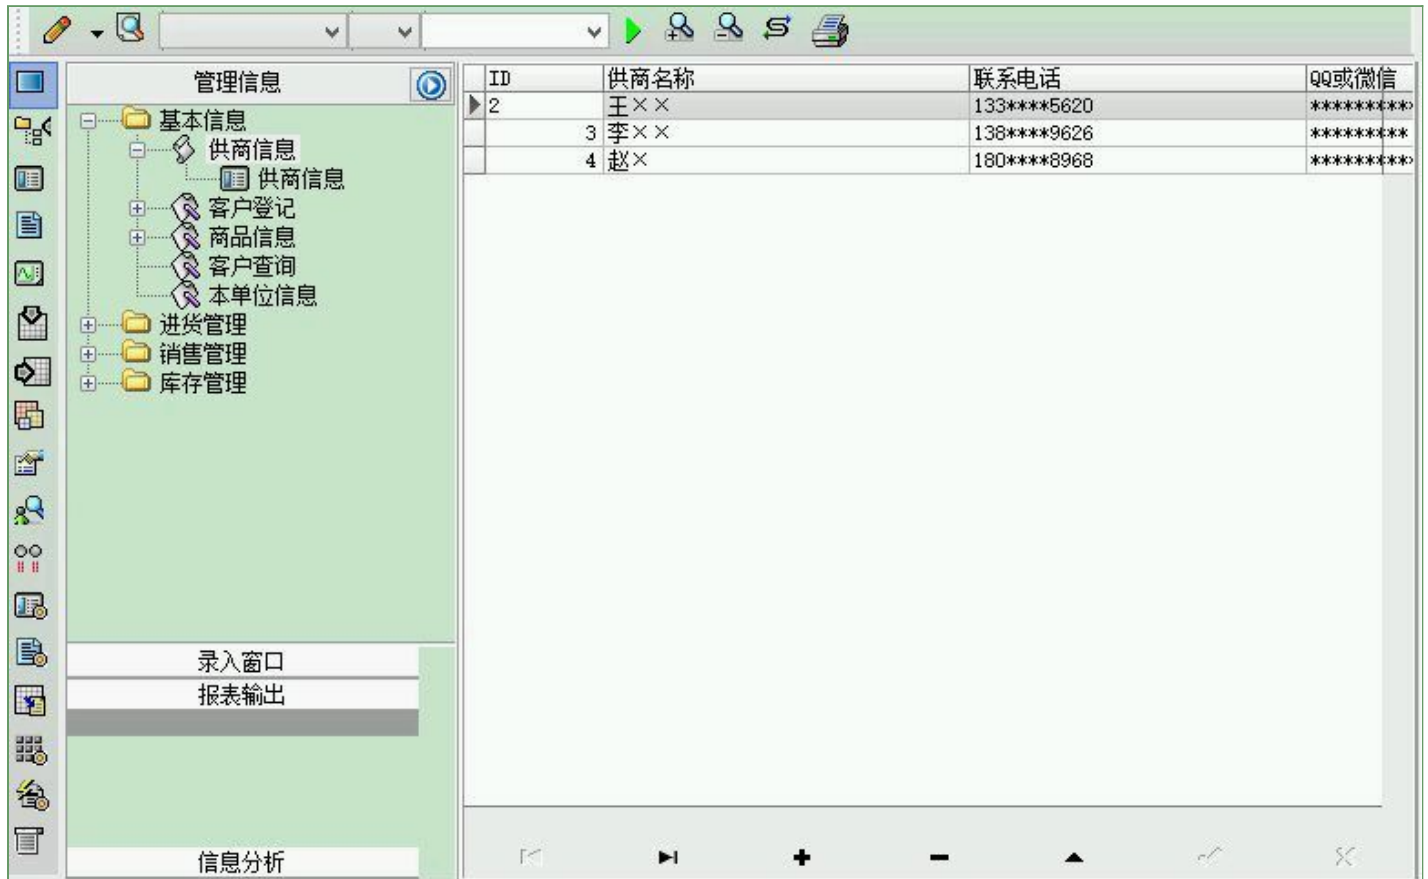 管理信息
基本信息
供商信息
供商信息
客户登记
商品信息
客户查询
本单位信息
进货管理
销售管理
库存管理
录入窗口
报表输出
信息分析
ID 供商名称 联系电话 QQ或微信
2 王×× 133****5620 *********
3 李×× 138****9626 *********
4 赵× 180****8968 *********